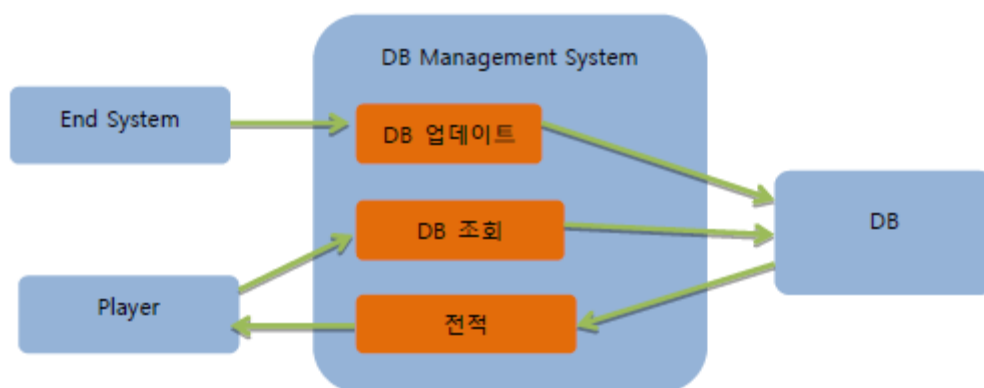 DB Management System
End System
DB 업데이트
DB 조회
DB
Player
전적